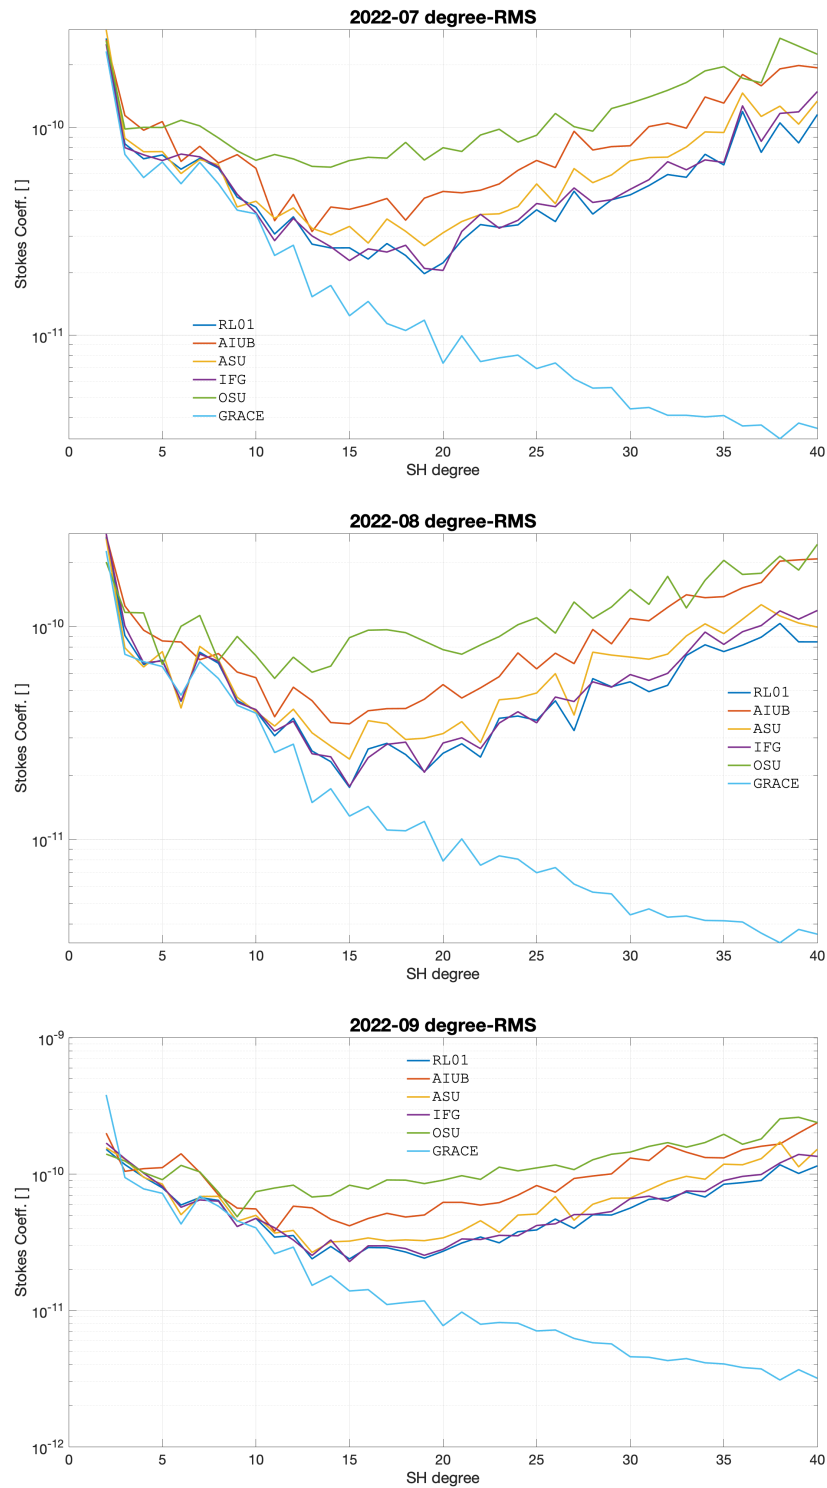 2022-07 degree-RMS
Stokes Coeff. [ ]
10^-10
10^-11
RL01
AIUB
ASU
IFG
OSU
GRACE
0 5 10 15 20 25 30 35 40
SH degree
2022-08 degree-RMS
Stokes Coeff. [ ]
10^-10
10^-11
RL01
AIUB
ASU
IFG
OSU
GRACE
0 5 10 15 20 25 30 35 40
SH degree
2022-09 degree-RMS
Stokes Coeff. [ ]
10^-9
10^-10
10^-11
10^-12
RL01
AIUB
ASU
IFG
OSU
GRACE
0 5 10 15 20 25 30 35 40
SH degree